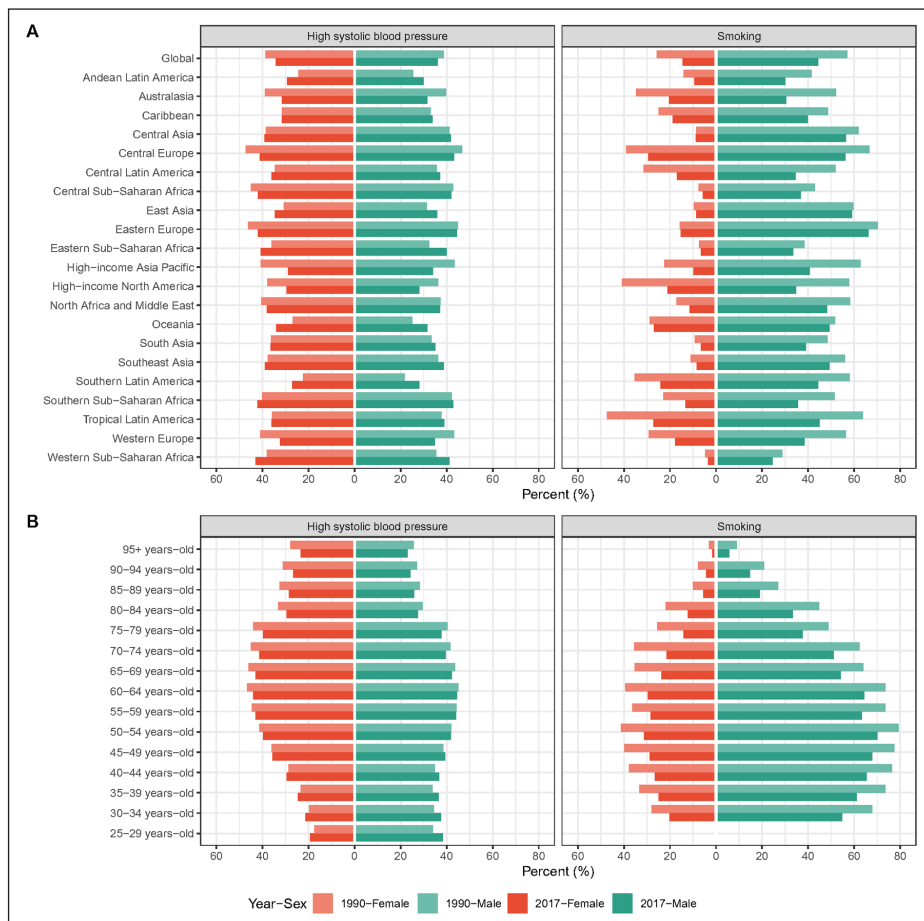 A
High systolic blood pressure
Smoking
Global
Andean Latin America
Australasia
Caribbean
Central Asia
Central Europe
Central Latin America
Central Sub−Saharan Africa
East Asia
Eastern Europe
Eastern Sub−Saharan Africa
High−income Asia Pacific
High−income North America
North Africa and Middle East
Oceania
South Asia
Southeast Asia
Southern Latin America
Southern Sub−Saharan Africa
Tropical Latin America
Western Europe
Western Sub−Saharan Africa
60 40 20 0 20 40 60 80 60 40 20 0 20 40 60 80
Percent (%)
B
High systolic blood pressure
Smoking
95+ years−old
90−94 years−old
85−89 years−old
80−84 years−old
75−79 years−old
70−74 years−old
65−69 years−old
60−64 years−old
55−59 years−old
50−54 years−old
45−49 years−old
40−44 years−old
35−39 years−old
30−34 years−old
25−29 years−old
60 40 20 0 20 40 60 80 60 40 20 0 20 40 60 80
Percent (%)
Year−Sex 1990−Female 1990−Male 2017−Female 2017−Male